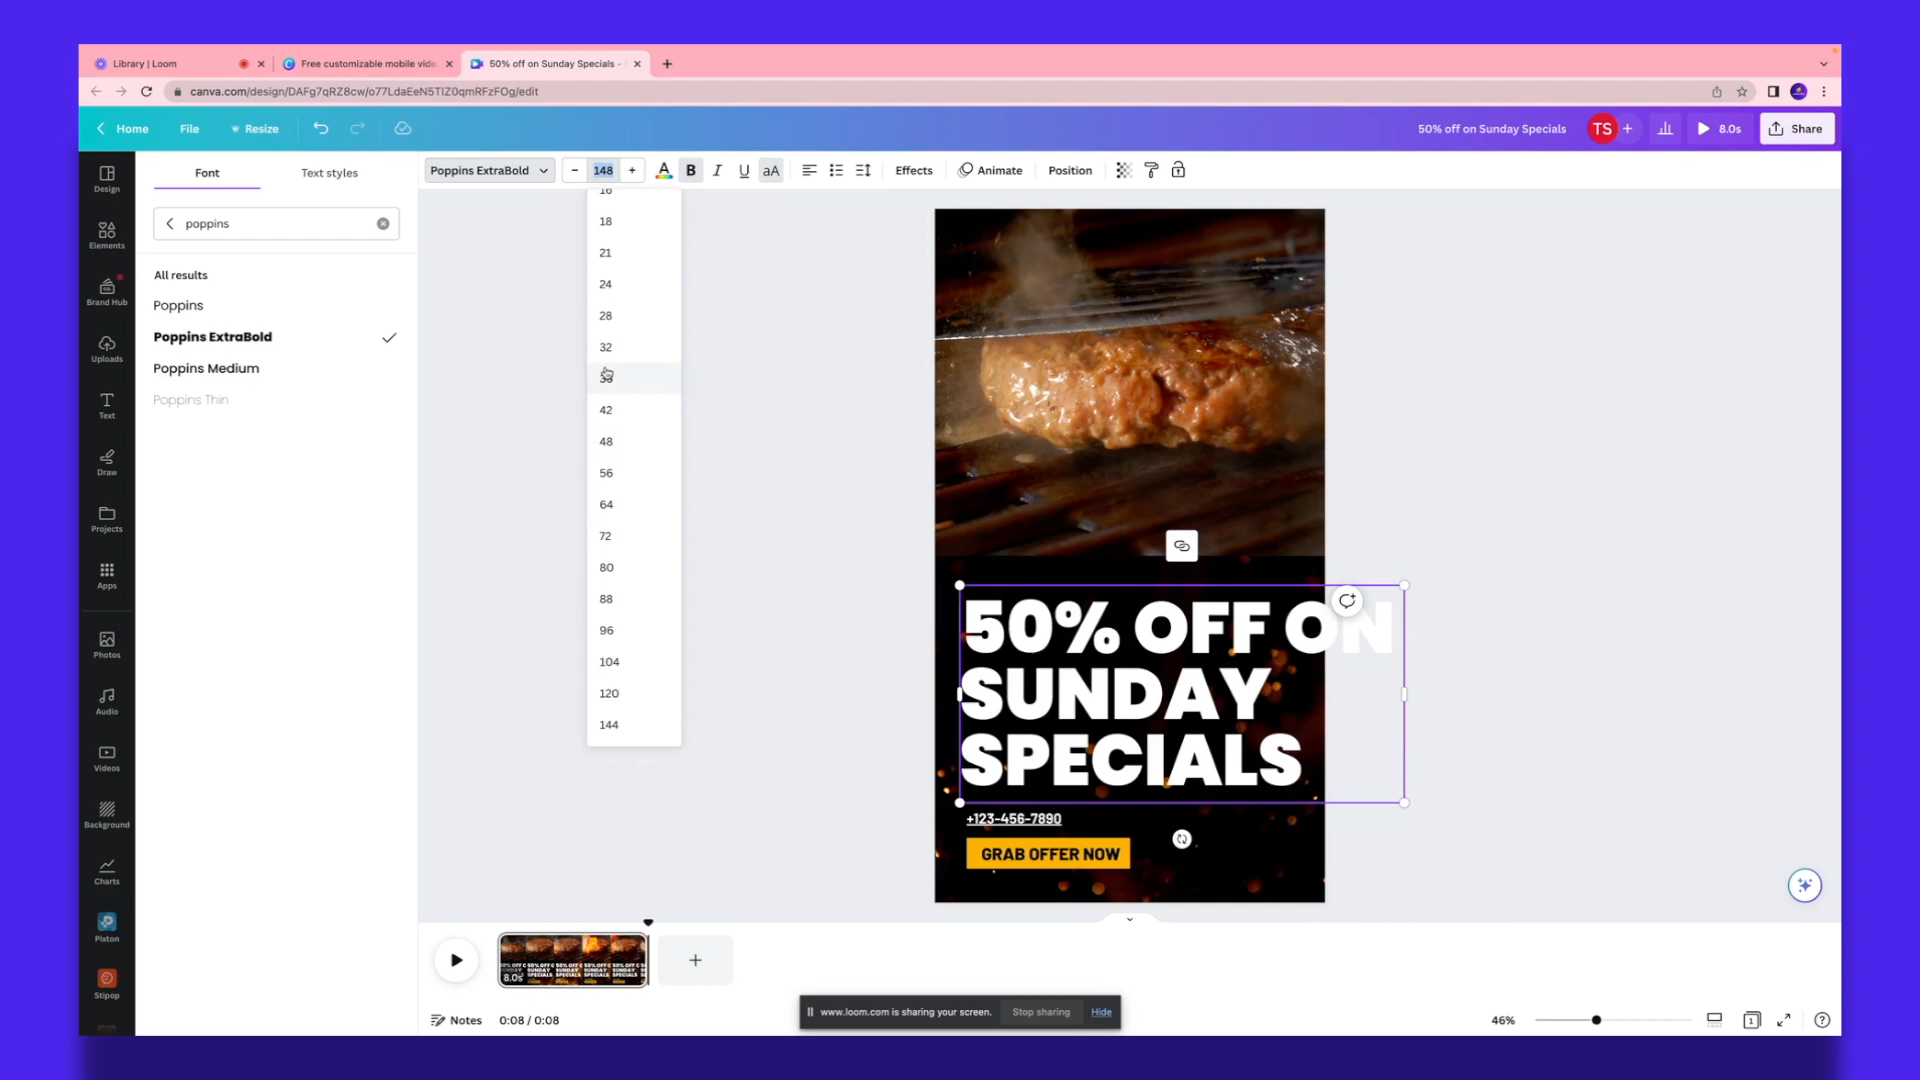 Library | Loom
Free customizable mobile vide
50% off on Sunday Specials -
canva.com/design/DAFg7qRZ8cw/o77LdaEeN5TIZ0qmRFzFOg/edit
Home File Resize
50% off on Sunday Specials TS + 8.0s Share
Poppins ExtraBold - 148 + A B I U aA Effects Animate Position
Font Text styles
poppins
All results
Poppins
Poppins ExtraBold
Poppins Medium
Poppins Thin
Design
Elements
Brand Hub
Uploads
Text
Draw
Projects
Apps
Photos
Audio
Videos
Background
Charts
Pixton
Stipop
16
18
21
24
28
32
42
48
56
64
72
80
88
96
104
120
144
50% OFF ON
SUNDAY
SPECIALS
+123-456-7890
GRAB OFFER NOW
8.0s
Notes 0:08 / 0:08
www.loom.com is sharing your screen. Stop sharing Hide
46%
1